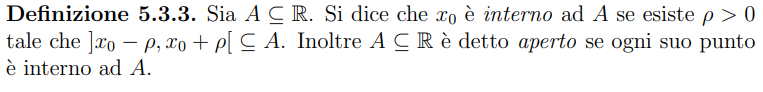 Definizione 5.3.3. Sia A ⊆ ℝ. Si dice che x₀ è interno ad A se esiste ρ > 0
tale che ]x₀ − ρ, x₀ + ρ[ ⊆ A. Inoltre A ⊆ ℝ è detto aperto se ogni suo punto
è interno ad A.